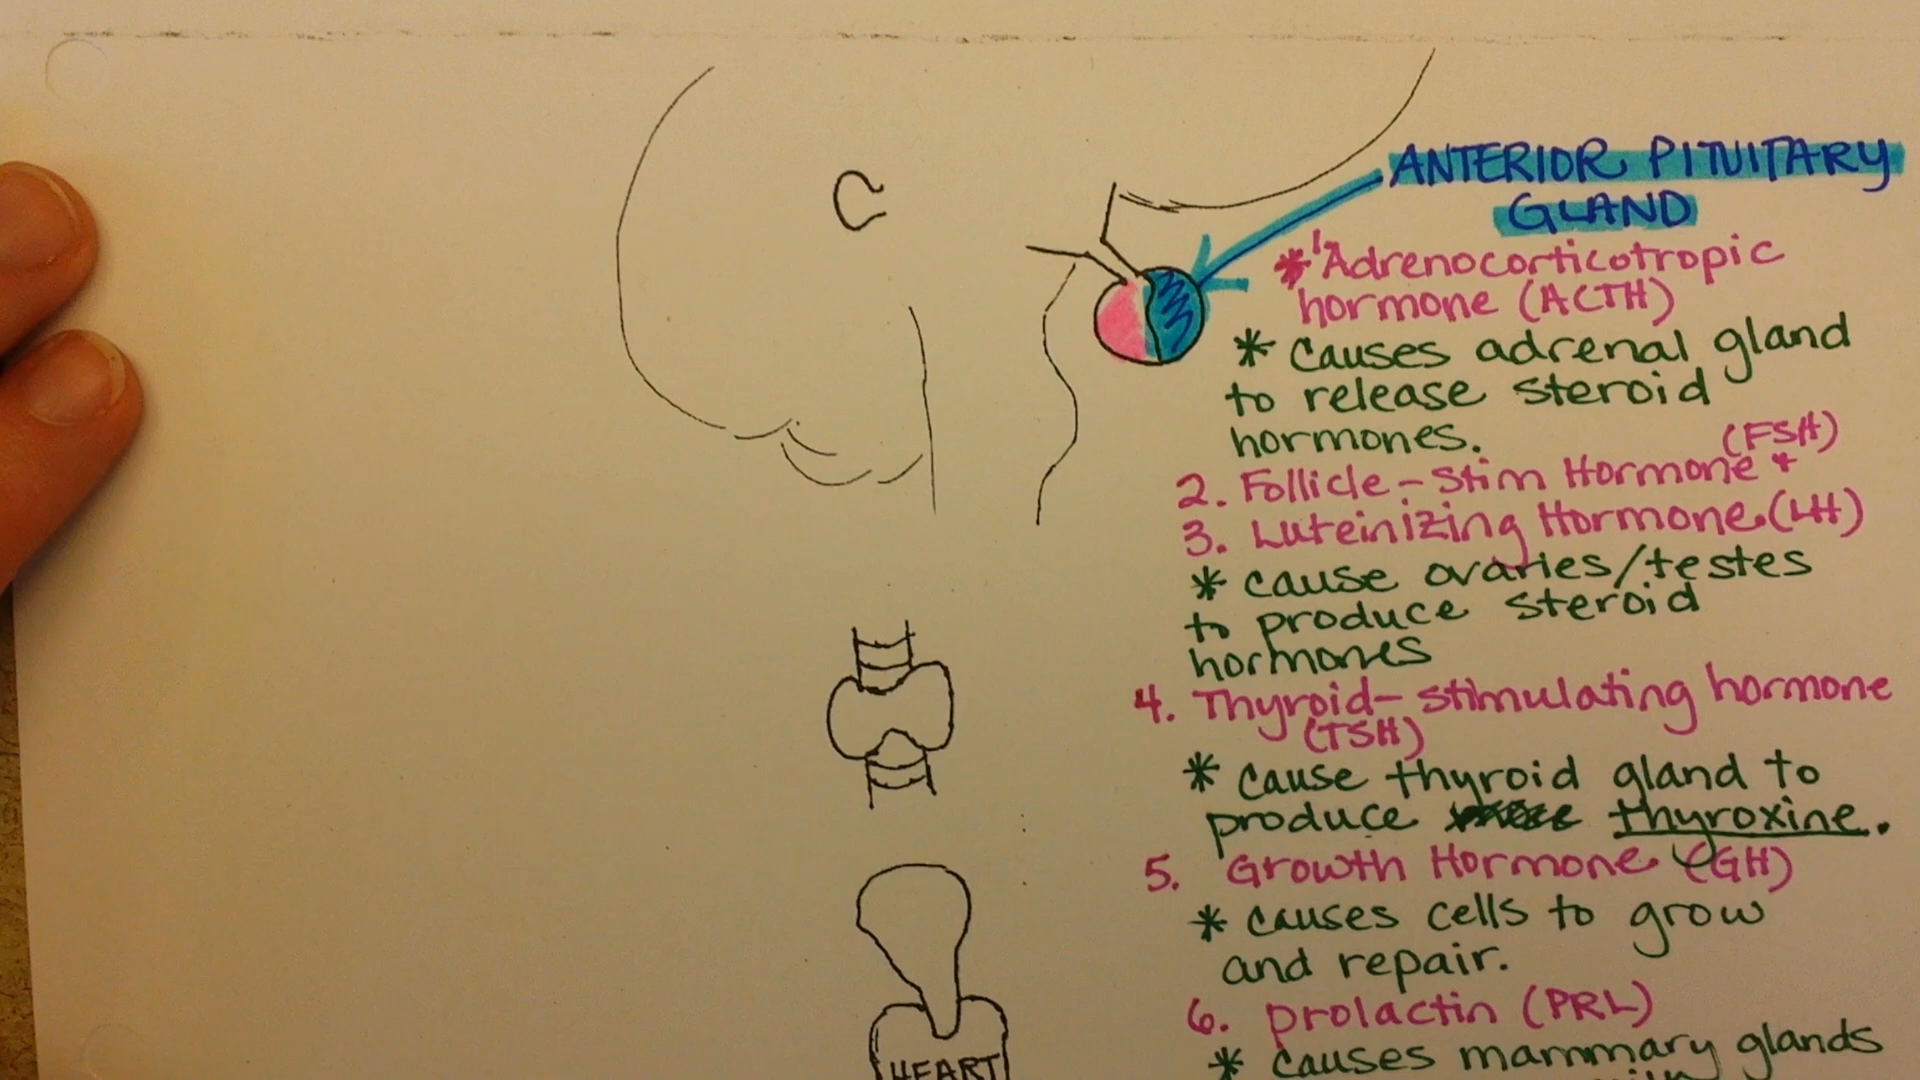 ANTERIOR PITUITARY
GLAND
*1 Adrenocorticotropic
hormone (ACTH)
* causes adrenal gland
to release steroid
hormones.
(FSH)
2. Follicle-Stim Hormone +
3. Luteinizing Hormone. (LH)
* cause ovaries/testes
to produce steroid
hormones
4. Thyroid-stimulating hormone
(TSH)
* cause thyroid gland to
produce thyroxine.
5. Growth Hormone (GH)
* causes cells to grow
and repair.
6. prolactin (PRL)
* causes mammary glands
HEART